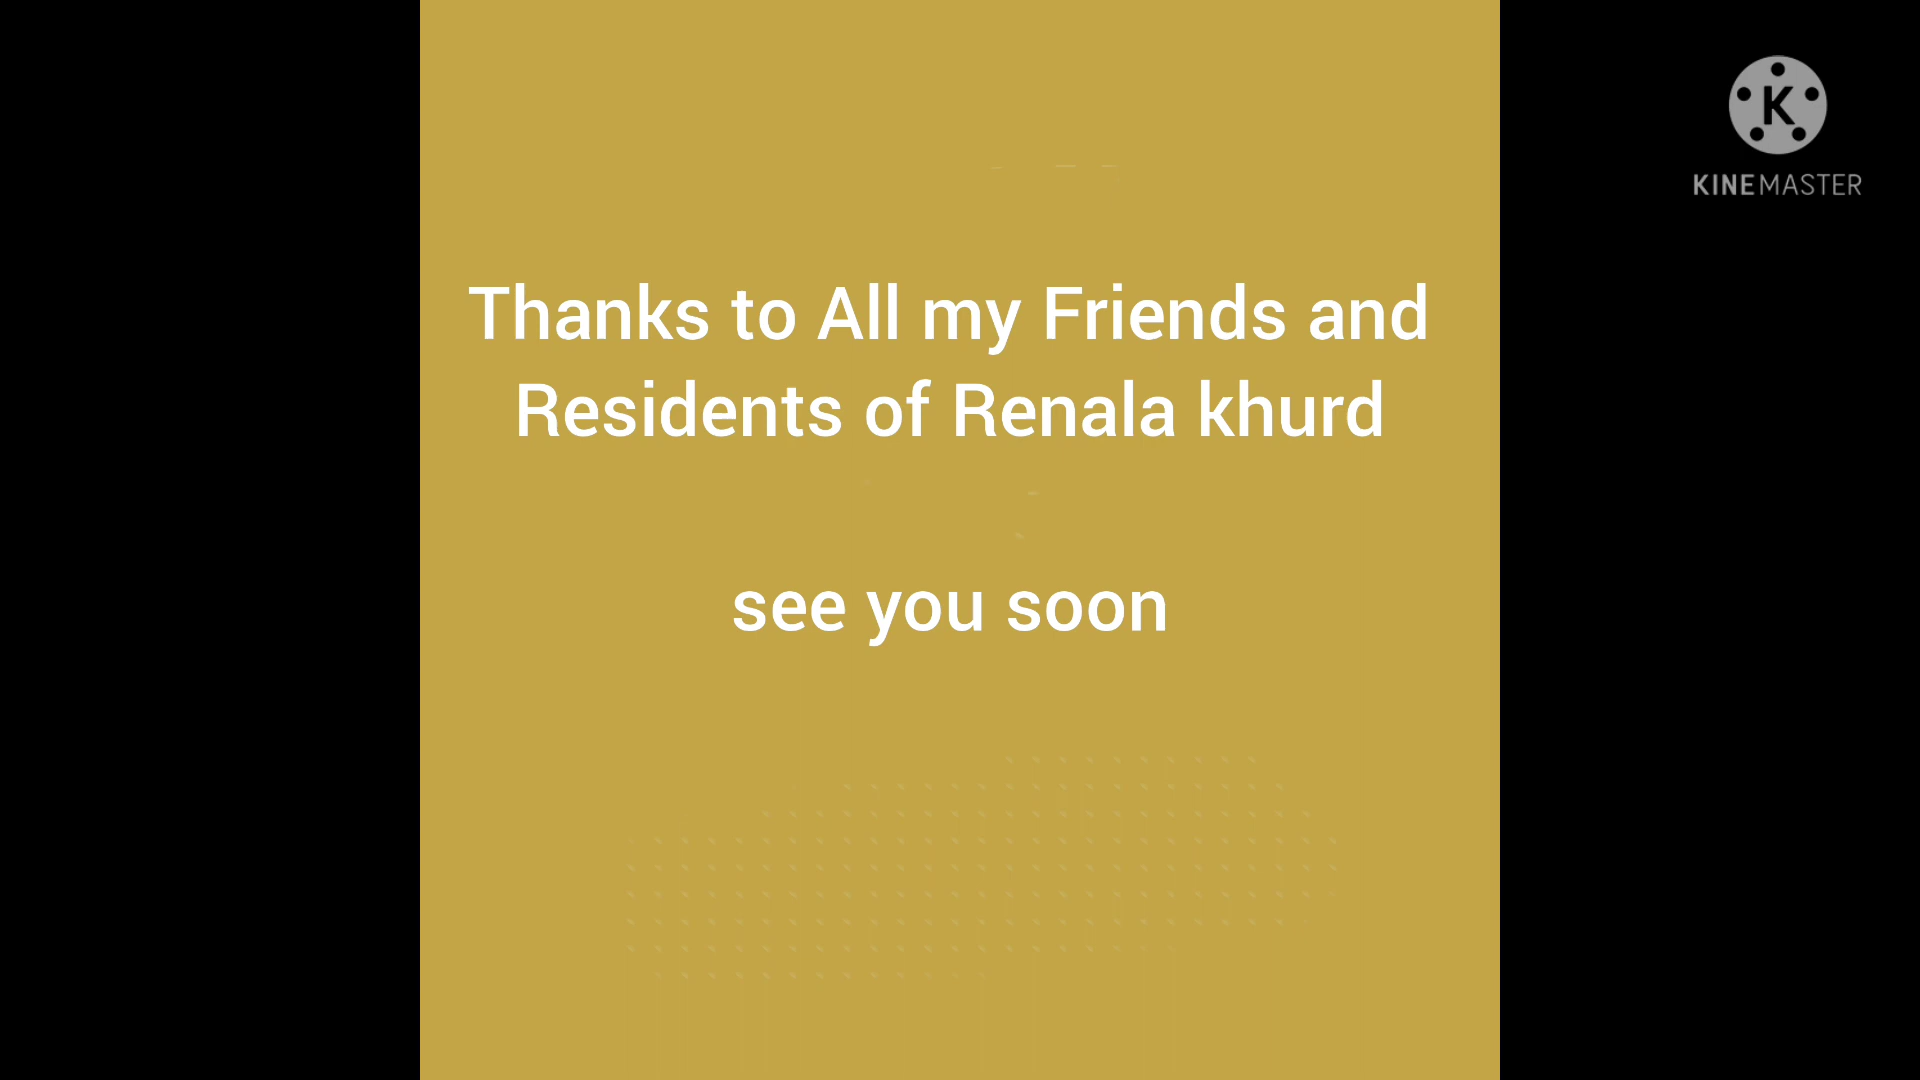 K
KINEMASTER
Thanks to All my Friends and
Residents of Renala khurd
see you soon